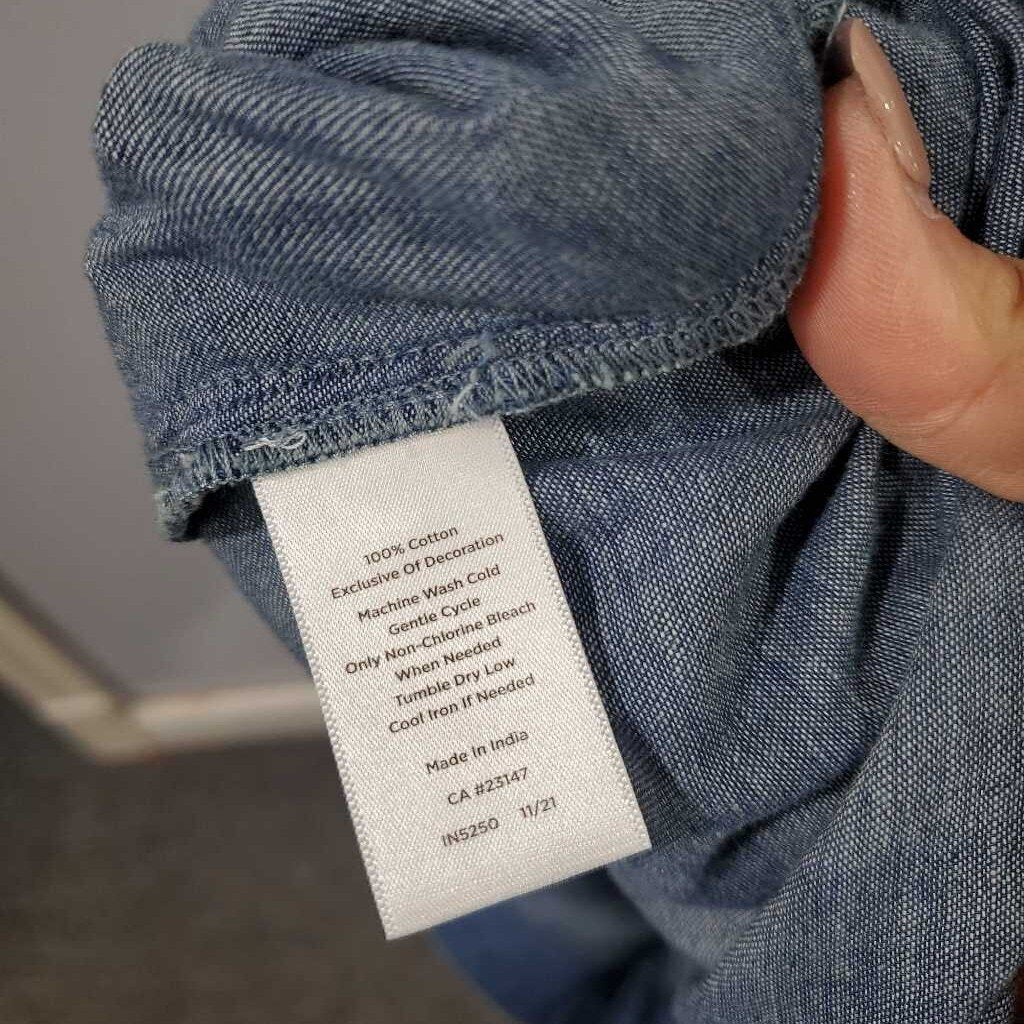 100% Cotton
Exclusive Of Decoration
Machine Wash Cold
Gentle Cycle
Only Non-Chlorine Bleach
When Needed
Tumble Dry Low
Cool Iron If Needed
Made In India
CA #23147
IN5250 11/21